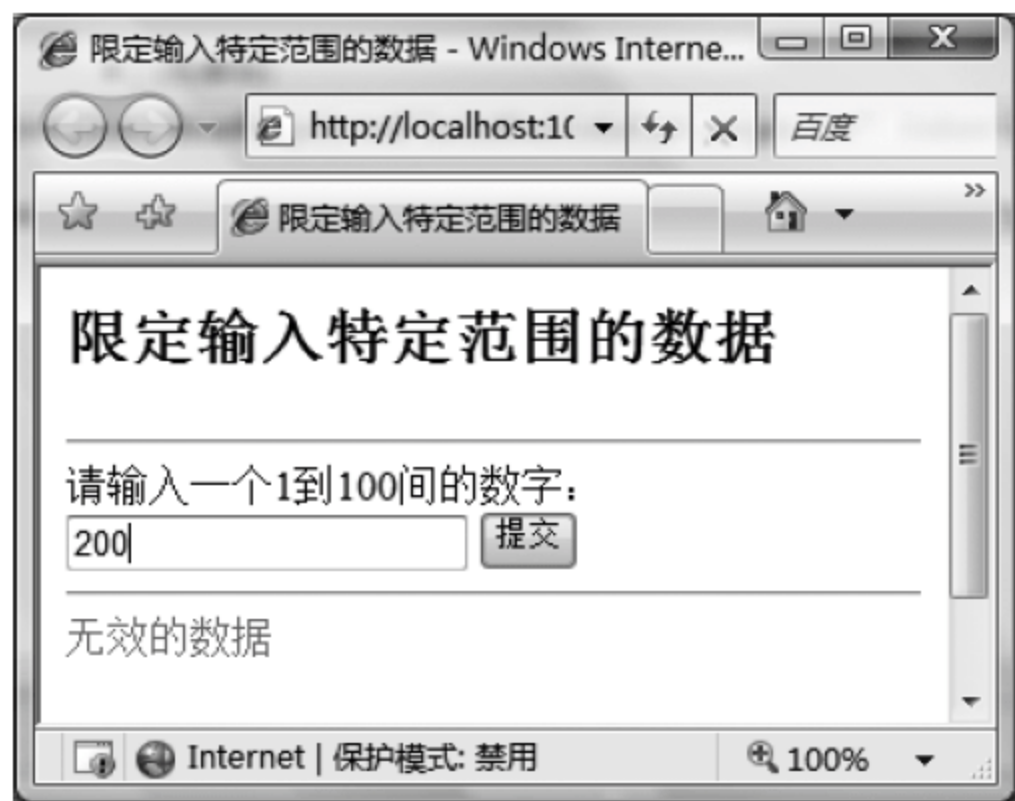 限定输入特定范围的数据 - Windows Interne...
http://localhost:1( 百度
限定输入特定范围的数据
限定输入特定范围的数据
请输入一个1到100间的数字：
200 提交
无效的数据
Internet | 保护模式: 禁用 100%